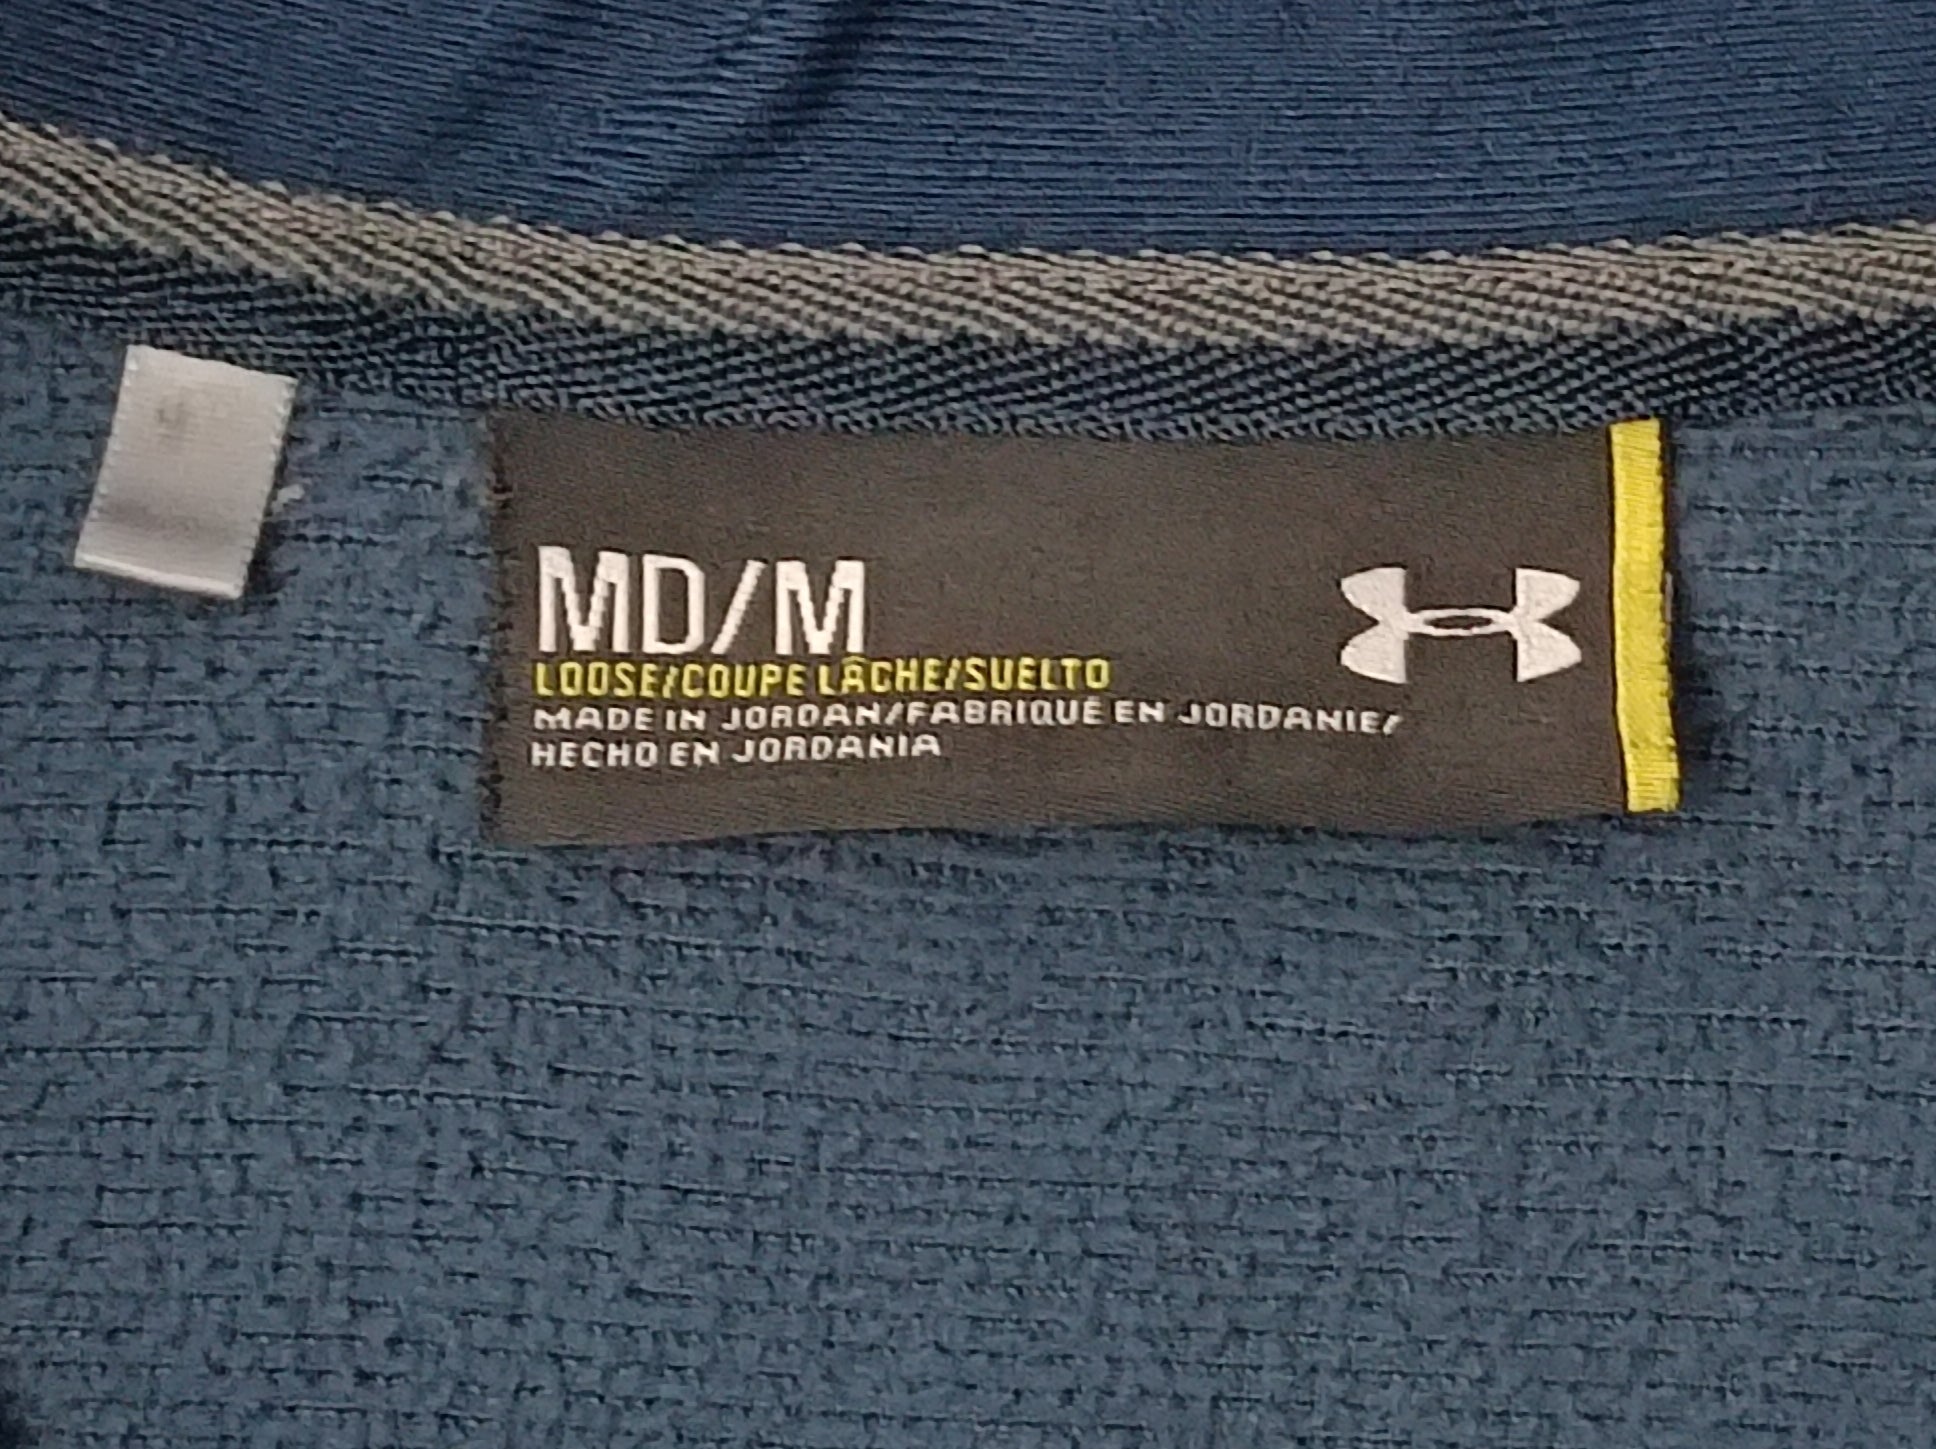 MD/M
LOOSE/COUPE LÂCHE/SUELTO
MADE IN JORDAN/FABRIQUÉ EN JORDANIE/
HECHO EN JORDANIA